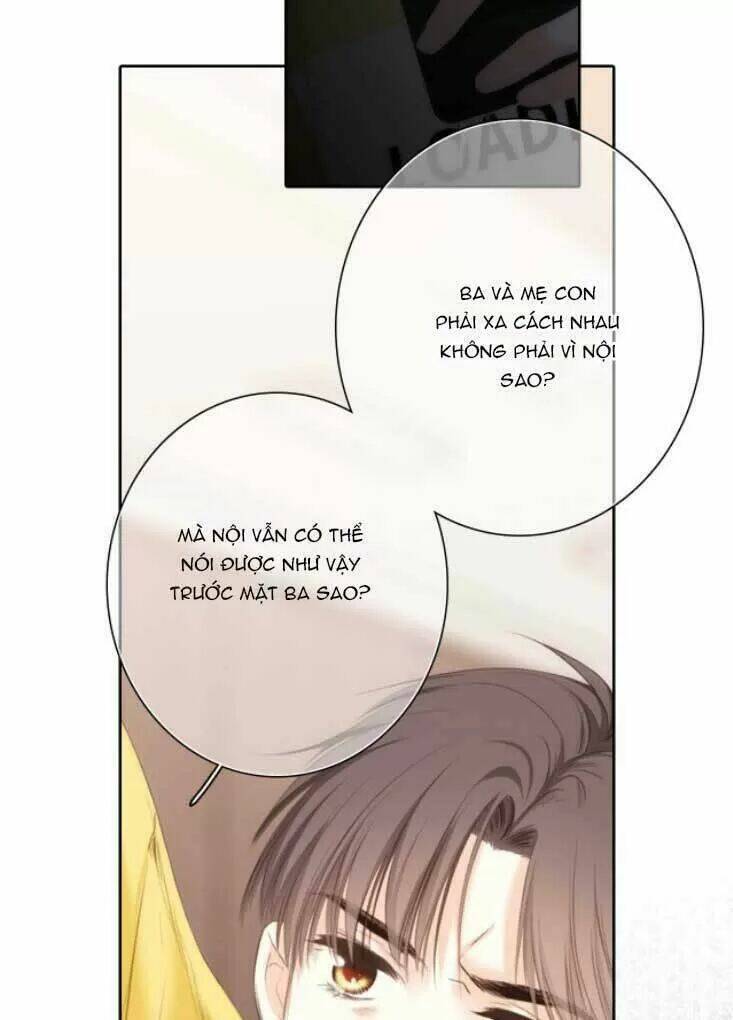 LOADI
BA VÀ MẸ CON
PHẢI XA CÁCH NHAU
KHÔNG PHẢI VÌ NỘI
SAO?
MÀ NỘI VẪN CÓ THỂ
NÓI ĐƯỢC NHƯ VẬY
TRƯỚC MẶT BA SAO?